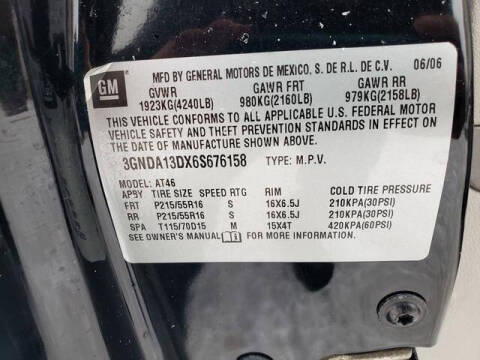 GM
MFD BY GENERAL MOTORS DE MEXICO, S. DE R.L. DE C.V. 06/06
GVWR GAWR FRT GAWR RR
1923KG(4240LB) 980KG(2160LB) 979KG(2158LB)
THIS VEHICLE CONFORMS TO ALL APPLICABLE U.S. FEDERAL MOTOR
VEHICLE SAFETY AND THEFT PREVENTION STANDARDS IN EFFECT ON
THE DATE OF MANUFACTURE SHOWN ABOVE.
3GNDA13DX6S676158 TYPE: M.P.V.
MODEL: AT46
APBY TIRE SIZE SPEED RTG RIM COLD TIRE PRESSURE
FRT P215/55R16 S 16X6.5J 210KPA(30PSI)
RR P215/55R16 S 16X6.5J 210KPA(30PSI)
SPA T115/70D15 M 15X4T 420KPA(60PSI)
SEE OWNER'S MANUAL FOR MORE INFORMATION.